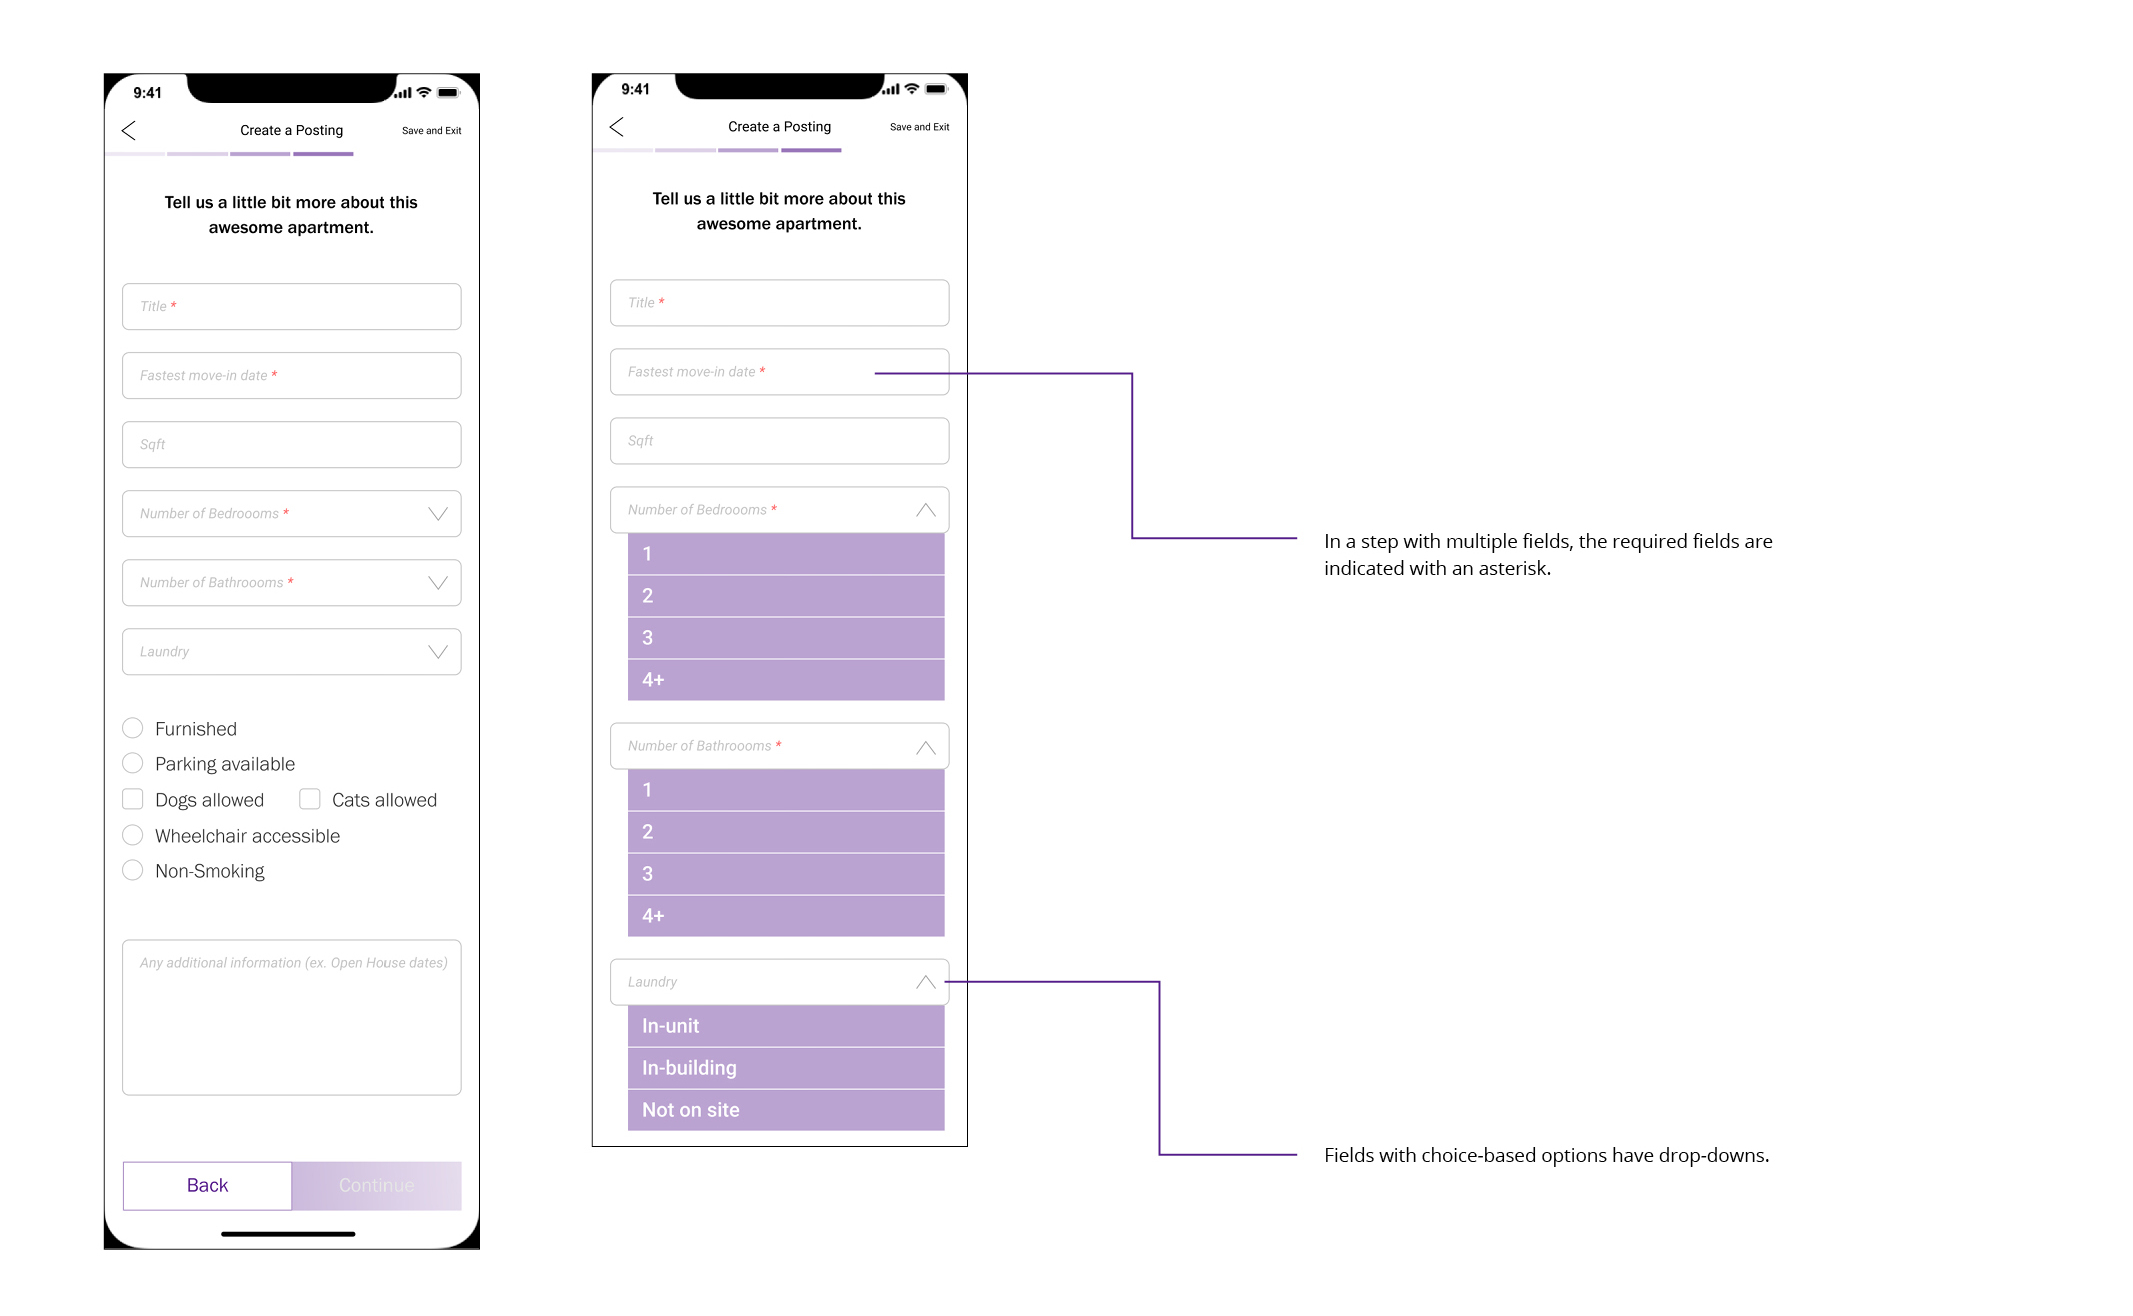 9:41
Create a Posting
Save and Exit
Tell us a little bit more about this
awesome apartment.
Title *
Fastest move-in date *
Sqft
Number of Bedroooms *
Number of Bathroooms *
Laundry
Furnished
Parking available
Dogs allowed
Cats allowed
Wheelchair accessible
Non-Smoking
Any additional information (ex. Open House dates)
Back
Continue
9:41
Create a Posting
Save and Exit
Tell us a little bit more about this
awesome apartment.
Title *
Fastest move-in date *
Sqft
Number of Bedroooms *
1
2
3
4+
Number of Bathroooms *
1
2
3
4+
Laundry
In-unit
In-building
Not on site
In a step with multiple fields, the required fields are
indicated with an asterisk.
Fields with choice-based options have drop-downs.